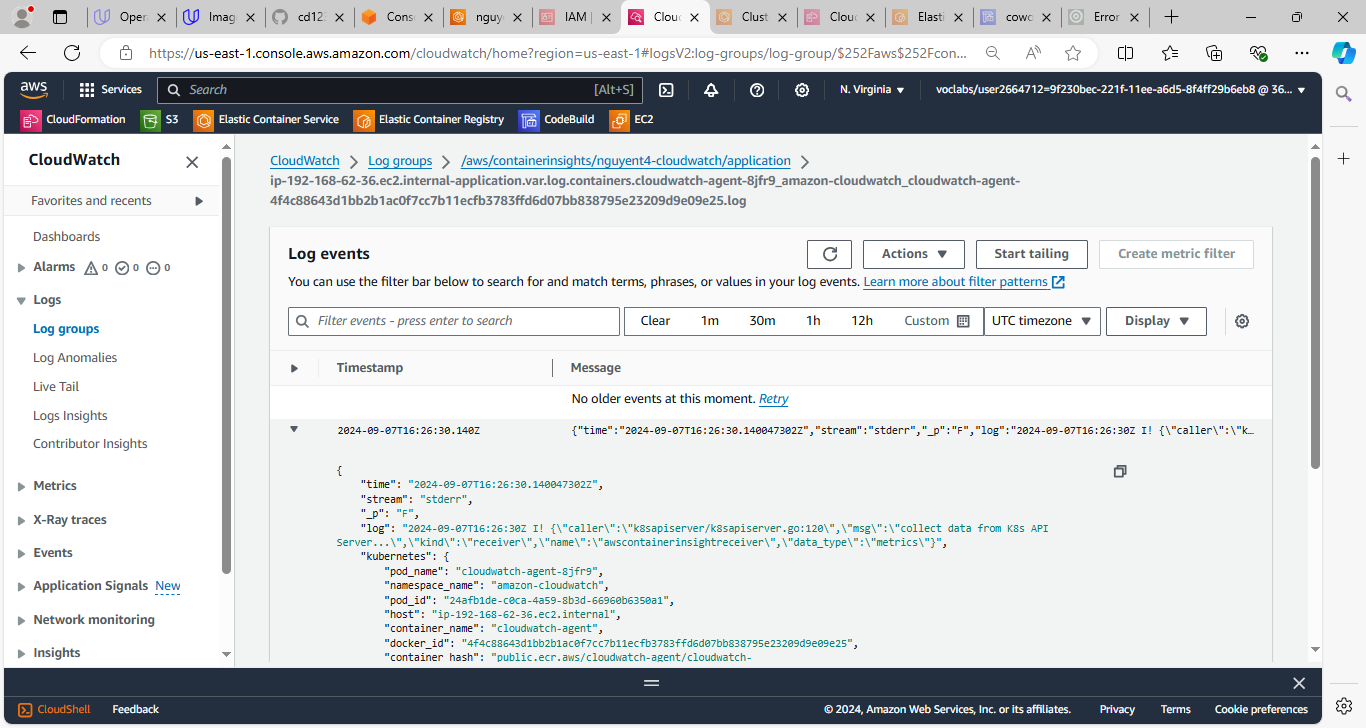 Opera
Image
cd123
Conso
nguye
IAM |
Cloud
Clust
Cloud
Elasti
cowo
Error
https://us-east-1.console.aws.amazon.com/cloudwatch/home?region=us-east-1#logsV2:log-groups/log-group/$252Faws$252Fcon...
aws
Services
Search
[Alt+S]
N. Virginia
voclabs/user2664712=9f230bec-221f-11ee-a6d5-8f4ff29b6eb8 @ 36...
CloudFormation
S3
Elastic Container Service
Elastic Container Registry
CodeBuild
EC2
CloudWatch
Favorites and recents
Dashboards
Alarms 0 0 0
Logs
Log groups
Log Anomalies
Live Tail
Logs Insights
Contributor Insights
Metrics
X-Ray traces
Events
Application Signals New
Network monitoring
Insights
CloudWatch
Log groups
/aws/containerinsights/nguyent4-cloudwatch/application
ip-192-168-62-36.ec2.internal-application.var.log.containers.cloudwatch-agent-8jfr9_amazon-cloudwatch_cloudwatch-agent-
4f4c88643d1bb2b1ac0f7cc7b11ecfb3783ffd6d07bb838795e23209d9e09e25.log
Log events
Actions
Start tailing
Create metric filter
You can use the filter bar below to search for and match terms, phrases, or values in your log events. Learn more about filter patterns
Filter events - press enter to search
Clear
1m
30m
1h
12h
Custom
UTC timezone
Display
Timestamp
Message
No older events at this moment. Retry
2024-09-07T16:26:30.140Z
{"time":"2024-09-07T16:26:30.140047302Z","stream":"stderr","_p":"F","log":"2024-09-07T16:26:30Z I! {\"caller\":\"k…
{
"time": "2024-09-07T16:26:30.140047302Z",
"stream": "stderr",
"_p": "F",
"log": "2024-09-07T16:26:30Z I! {\"caller\":\"k8sapiserver/k8sapiserver.go:120\",\"msg\":\"collect data from K8s API
Server...\",\"kind\":\"receiver\",\"name\":\"awscontainerinsightreceiver\",\"data_type\":\"metrics\"}",
"kubernetes": {
"pod_name": "cloudwatch-agent-8jfr9",
"namespace_name": "amazon-cloudwatch",
"pod_id": "24afb1de-c0ca-4a59-8b3d-66960b6350a1",
"host": "ip-192-168-62-36.ec2.internal",
"container_name": "cloudwatch-agent",
"docker_id": "4f4c88643d1bb2b1ac0f7cc7b11ecfb3783ffd6d07bb838795e23209d9e09e25",
"container_hash": "public.ecr.aws/cloudwatch-agent/cloudwatch-
CloudShell
Feedback
© 2024, Amazon Web Services, Inc. or its affiliates.
Privacy
Terms
Cookie preferences